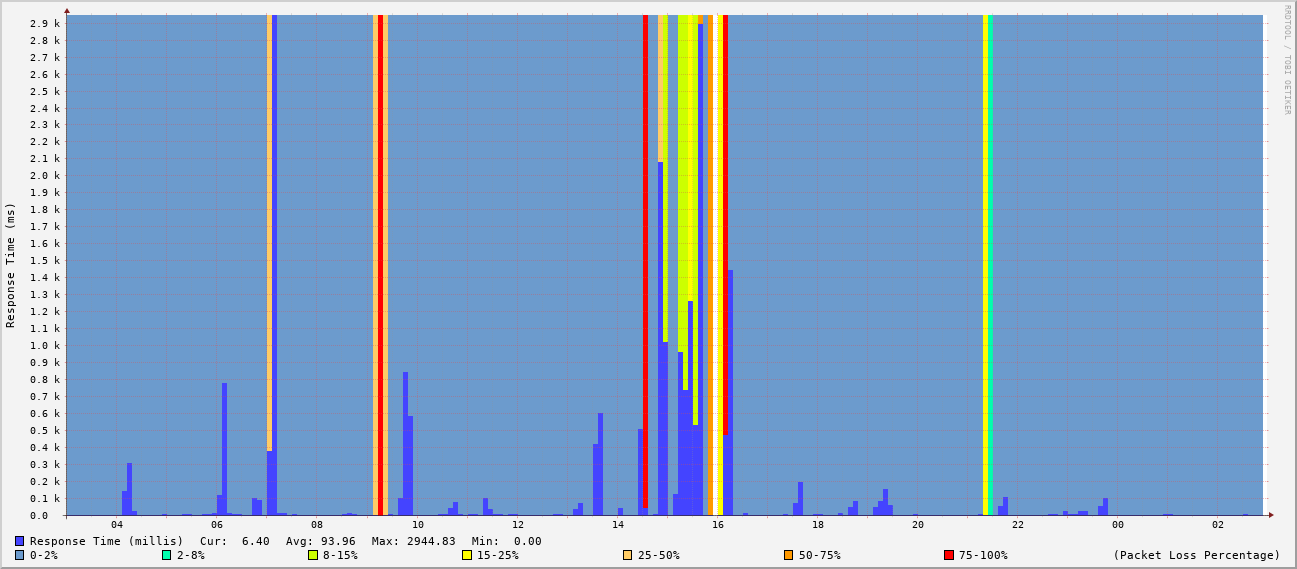 RRDTOOL / TOBI OETIKER
Response Time (ms)
2.9 k
2.8 k
2.7 k
2.6 k
2.5 k
2.4 k
2.3 k
2.2 k
2.1 k
2.0 k
1.9 k
1.8 k
1.7 k
1.6 k
1.5 k
1.4 k
1.3 k
1.2 k
1.1 k
1.0 k
0.9 k
0.8 k
0.7 k
0.6 k
0.5 k
0.4 k
0.3 k
0.2 k
0.1 k
0.0
04 06 08 10 12 14 16 18 20 22 00 02
Response Time (millis) Cur: 6.40 Avg: 93.96 Max: 2944.83 Min: 0.00
0-2% 2-8% 8-15% 15-25% 25-50% 50-75% 75-100% (Packet Loss Percentage)